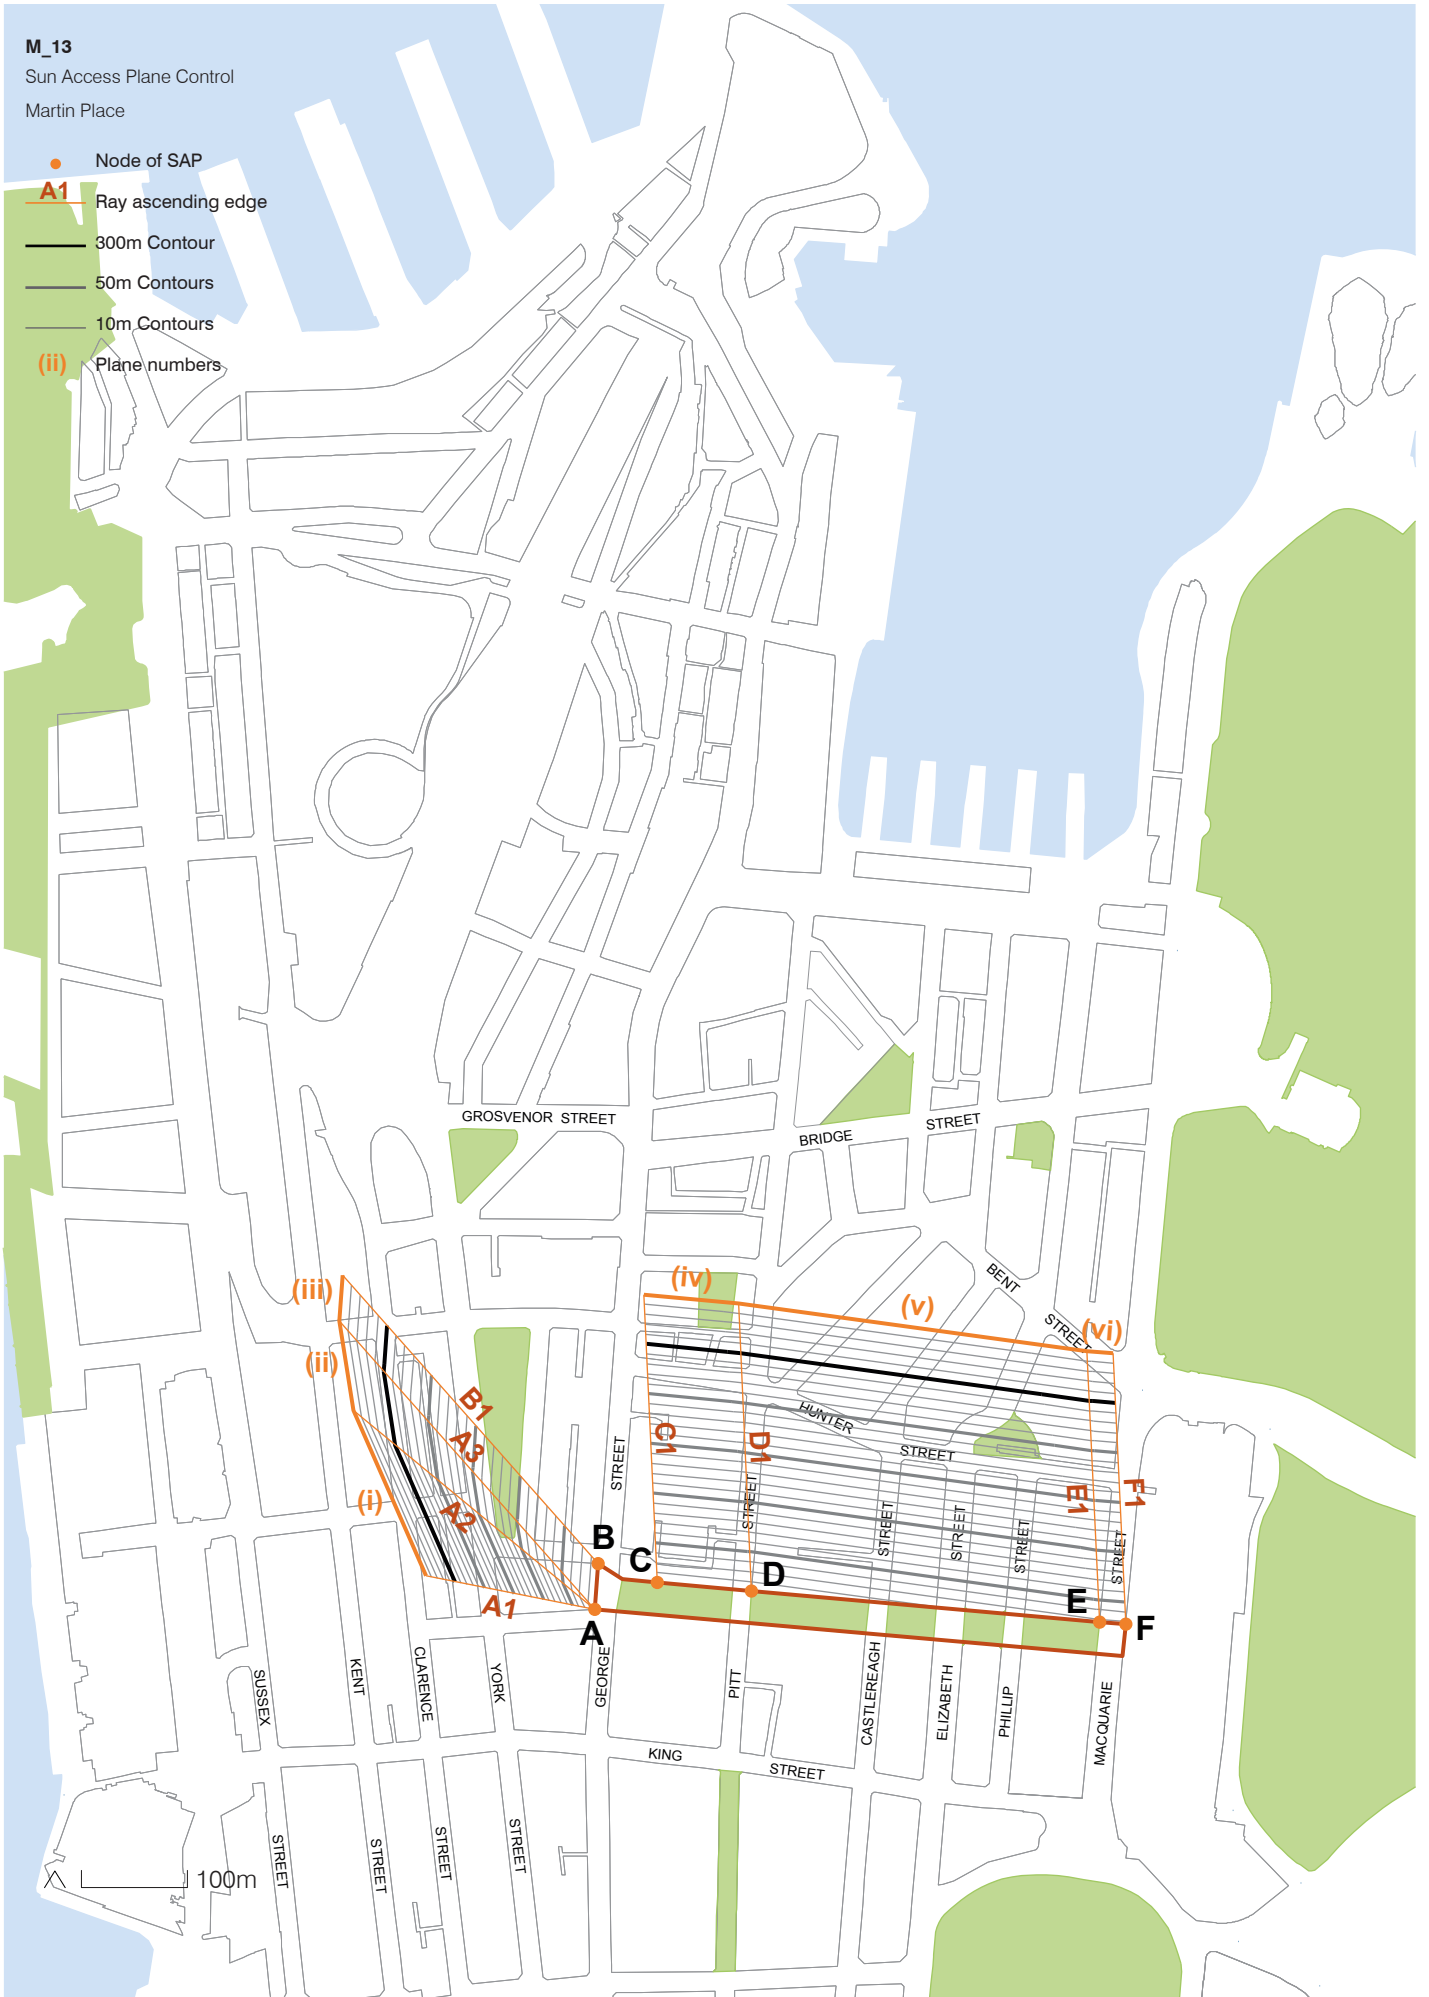 M_13
Sun Access Plane Control
Martin Place
Node of SAP
A1
Ray ascending edge
300m Contour
50m Contours
10m Contours
(ii)
Plane numbers
GROSVENOR STREET
BRIDGE
STREET
BENT
STREET
(iii)
(ii)
(i)
(iv)
(v)
(vi)
B1
A3
A2
A1
C1
D1
E1
F1
HUNTER
STREET
STREET
STREET
STREET
STREET
STREET
STREET
A
B
C
D
E
F
SUSSEX
KENT
CLARENCE
YORK
GEORGE
PITT
CASTLEREAGH
ELIZABETH
PHILLIP
MACQUARIE
KING
STREET
STREET
STREET
STREET
STREET
100m